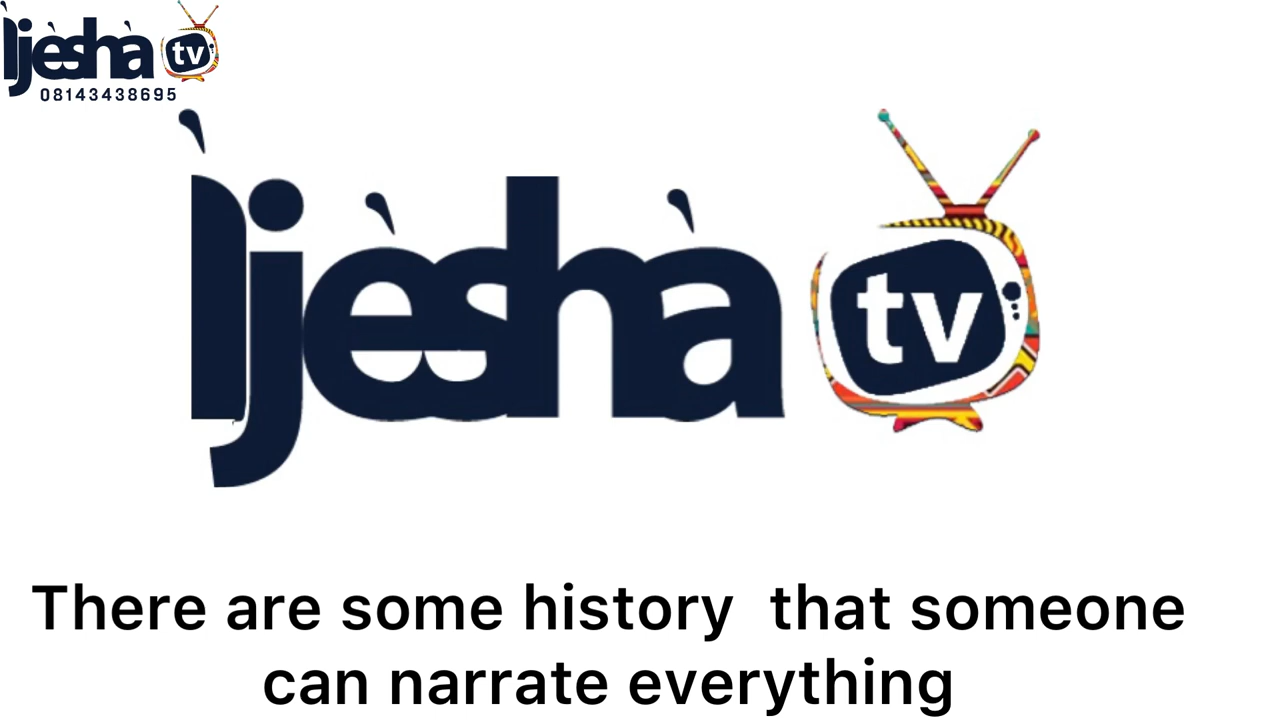 Ìjèshà tv
08143438695
Ìjèshà tv
There are some history  that someone
can narrate everything